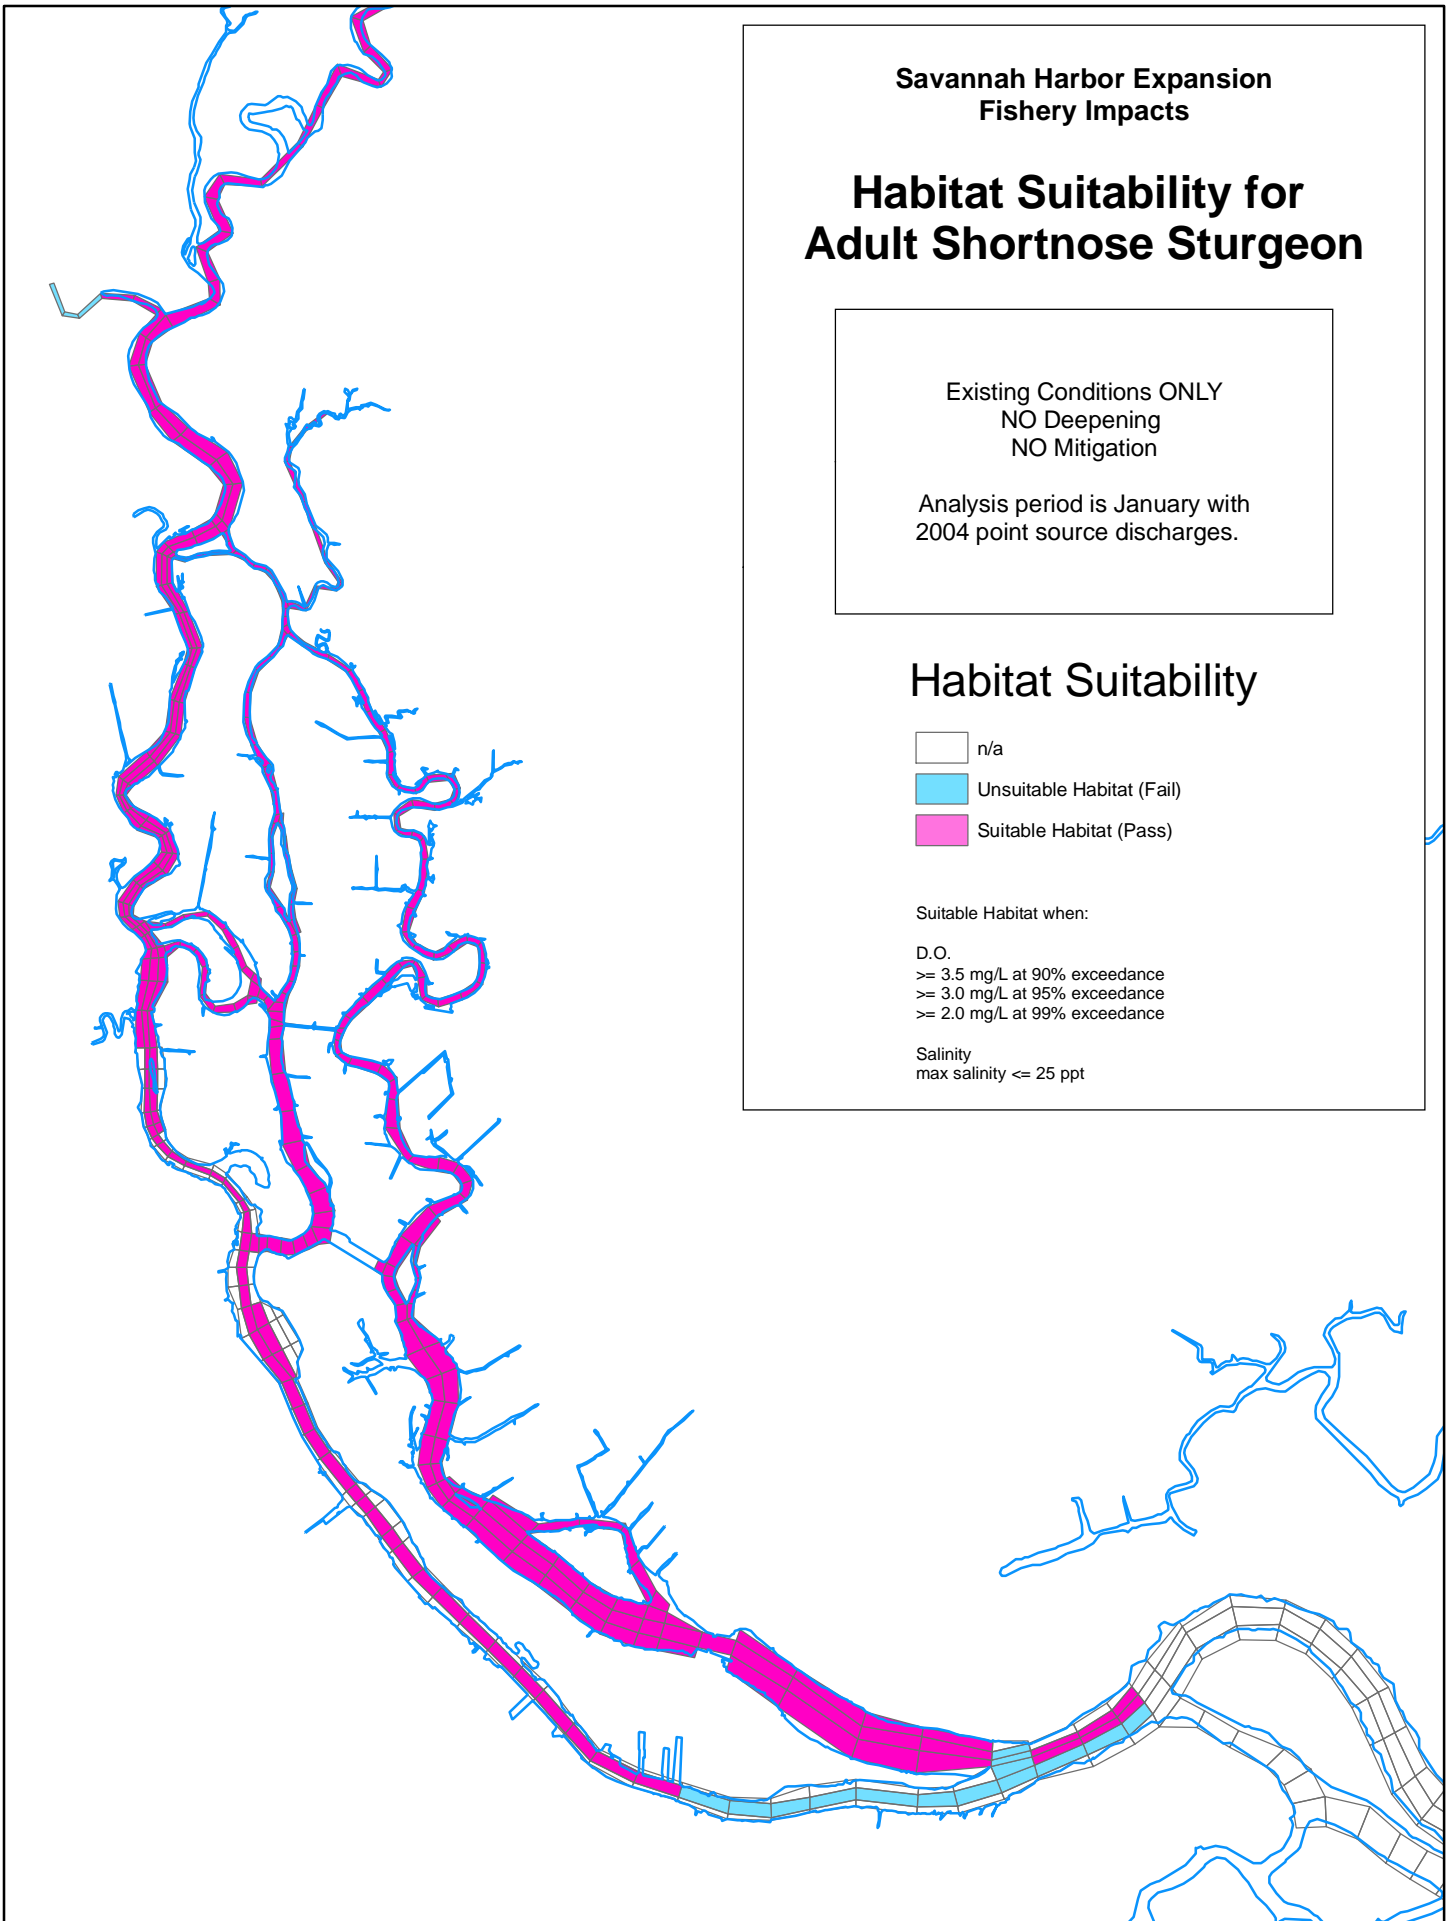 Savannah Harbor Expansion
Fishery Impacts
Habitat Suitability for
Adult Shortnose Sturgeon
Existing Conditions ONLY
NO Deepening
NO Mitigation
Analysis period is January with
2004 point source discharges.
Habitat Suitability
n/a
Unsuitable Habitat (Fail)
Suitable Habitat (Pass)
Suitable Habitat when:
D.O.
>= 3.5 mg/L at 90% exceedance
>= 3.0 mg/L at 95% exceedance
>= 2.0 mg/L at 99% exceedance
Salinity
max salinity <= 25 ppt